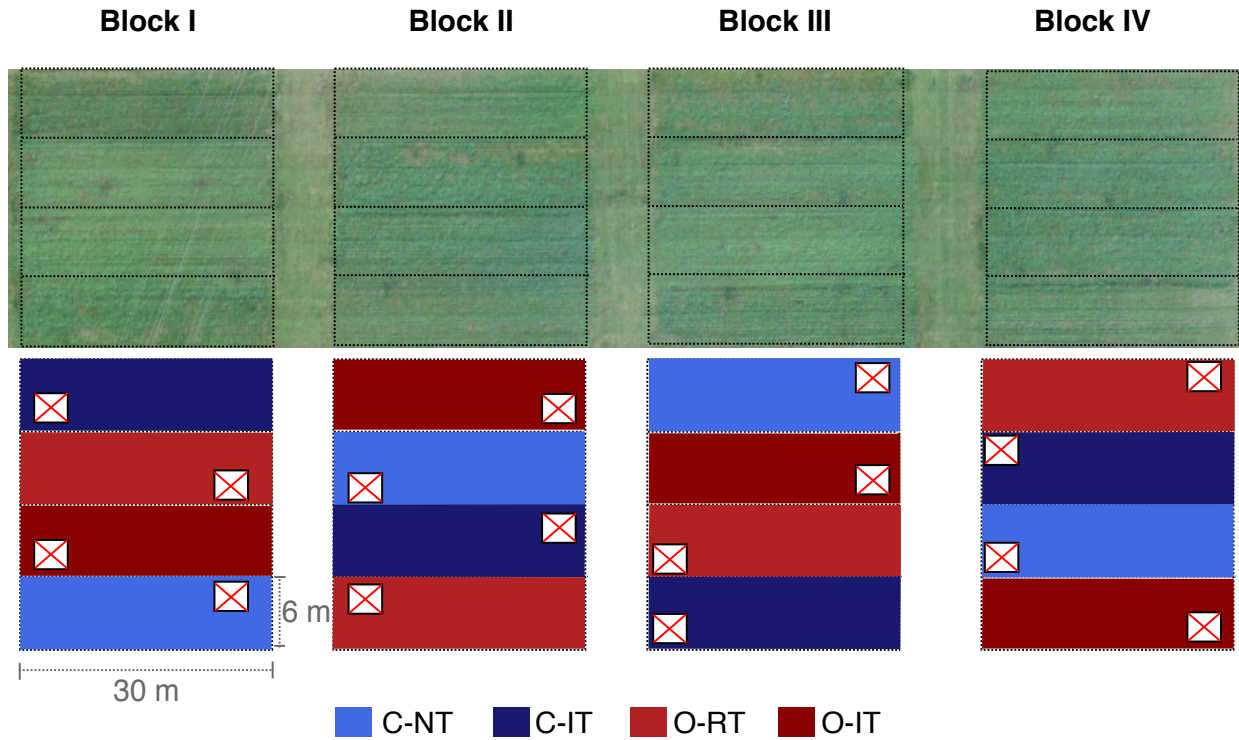 Block I Block II Block III Block IV
6 m
30 m
C-NT C-IT O-RT O-IT